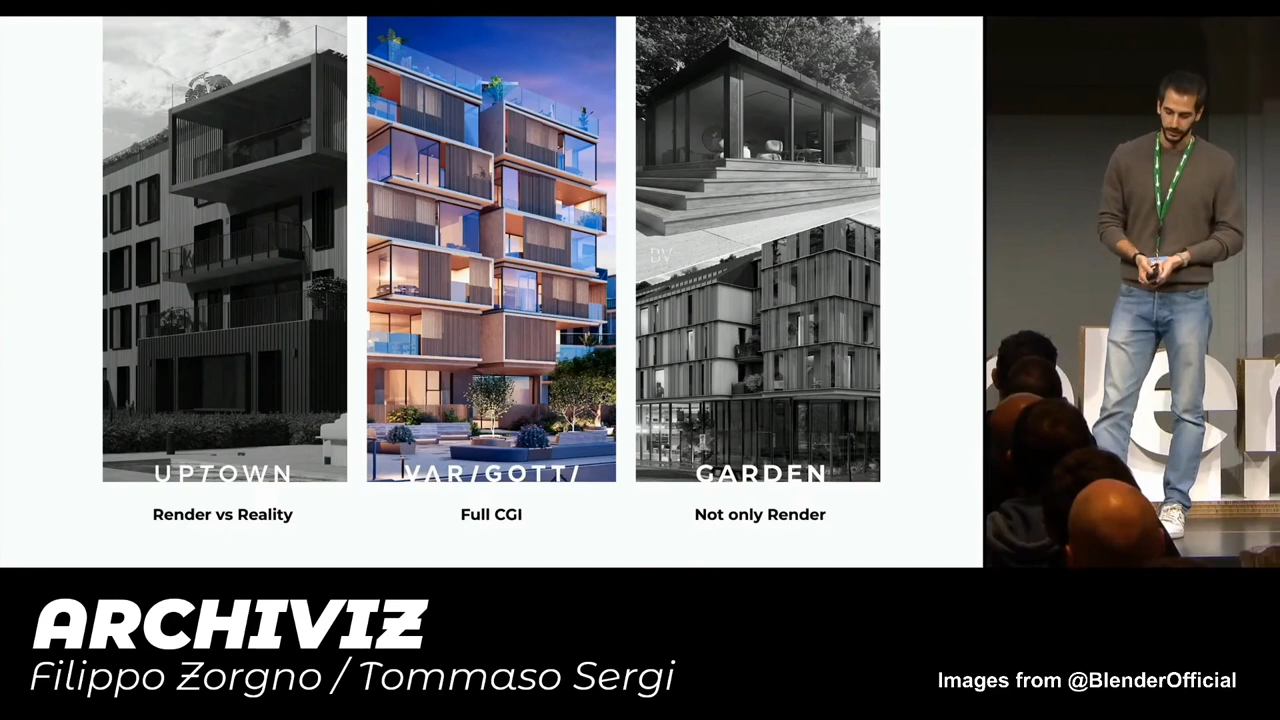 UPTOWN
Render vs Reality
VAR/GOTT/
Full CGI
GARDEN
Not only Render
ARCHIVIZ
Filippo Zorgno / Tommaso Sergi
Images from @BlenderOfficial